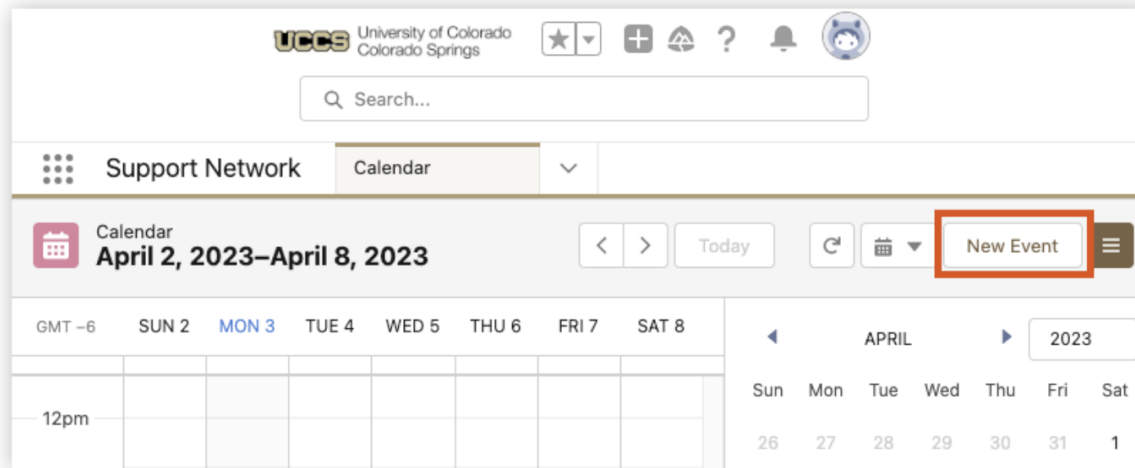 UCCS University of Colorado
Colorado Springs
Search...
Support Network Calendar
Calendar
April 2, 2023–April 8, 2023
Today
New Event
GMT −6 SUN 2 MON 3 TUE 4 WED 5 THU 6 FRI 7 SAT 8
12pm
APRIL 2023
Sun Mon Tue Wed Thu Fri Sat
26 27 28 29 30 31 1